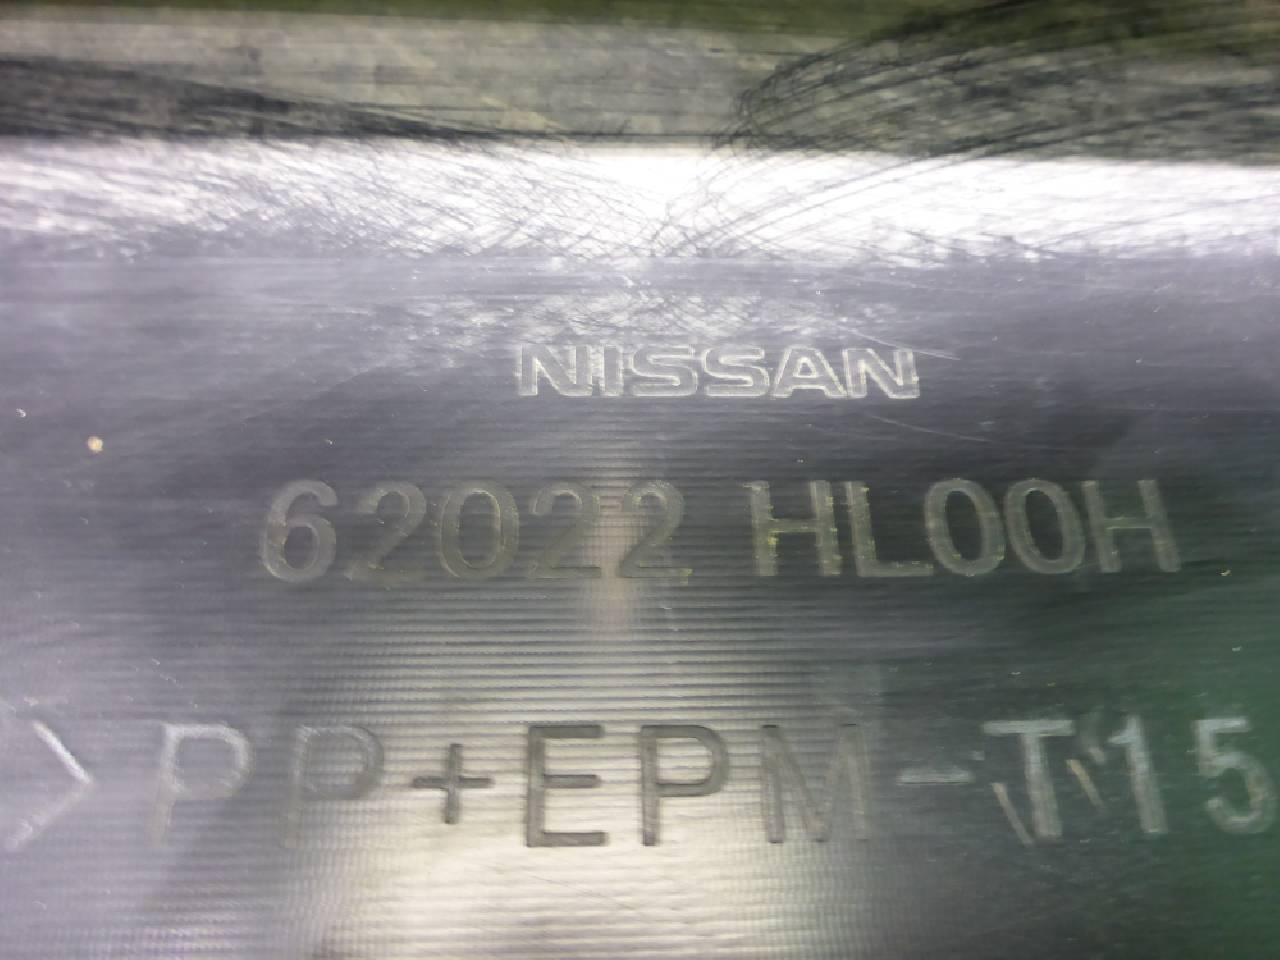 NISSAN
62022 HL00H
>PP+EPM-T15